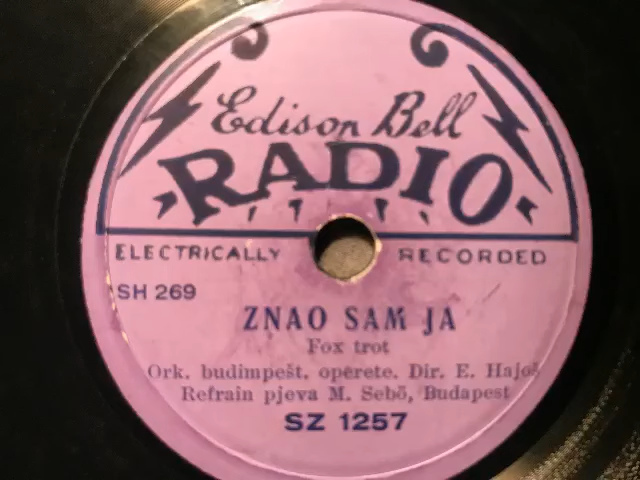 Edison Bell
RADIO
ELECTRICALLY RECORDED
SH 269
ZNAO SAM JA
Fox trot
Ork. budimpešt. operete. Dir. E. Hajoš
Refrain pjeva M. Sebö, Budapest
SZ 1257